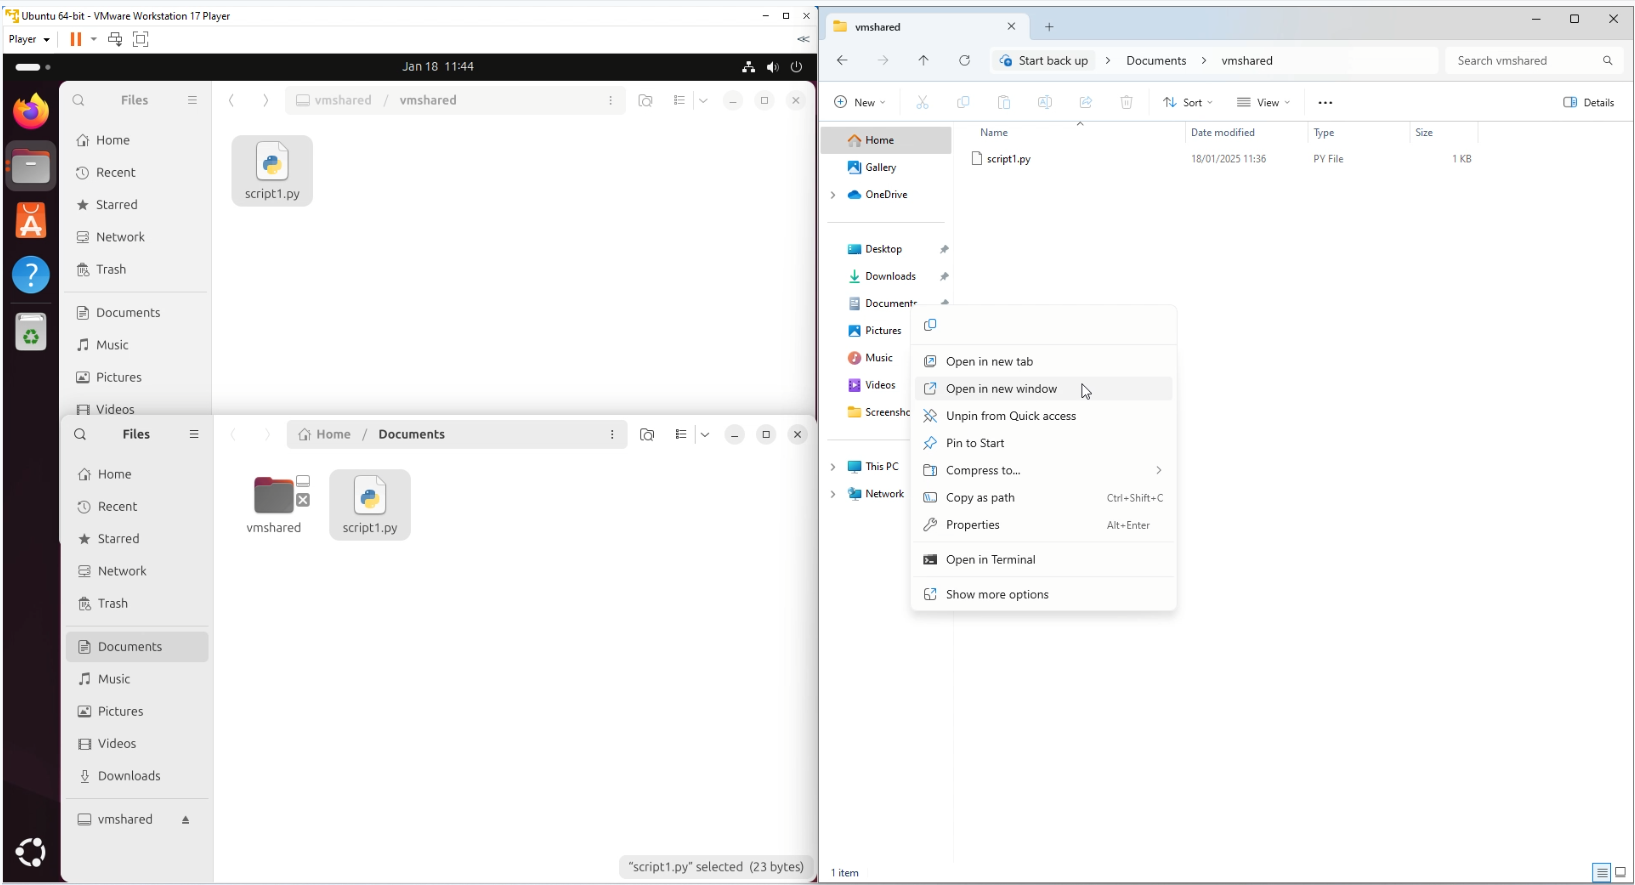 Ubuntu 64-bit - VMware Workstation 17 Player
Player
Jan 18 11:44
Files
vmshared / vmshared
Home
Recent
Starred
Network
Trash
Documents
Music
Pictures
Videos
script1.py
Files
Home / Documents
Home
Recent
Starred
Network
Trash
Documents
Music
Pictures
Videos
Downloads
vmshared
vmshared
script1.py
"script1.py" selected (23 bytes)
vmshared
Start back up > Documents > vmshared
Search vmshared
New
Sort
View
Details
Home
Gallery
OneDrive
Desktop
Downloads
Documents
Pictures
Music
Videos
Screensho
This PC
Network
Name Date modified Type Size
script1.py 18/01/2025 11:36 PY File 1 KB
Open in new tab
Open in new window
Unpin from Quick access
Pin to Start
Compress to...
Copy as path Ctrl+Shift+C
Properties Alt+Enter
Open in Terminal
Show more options
1 item